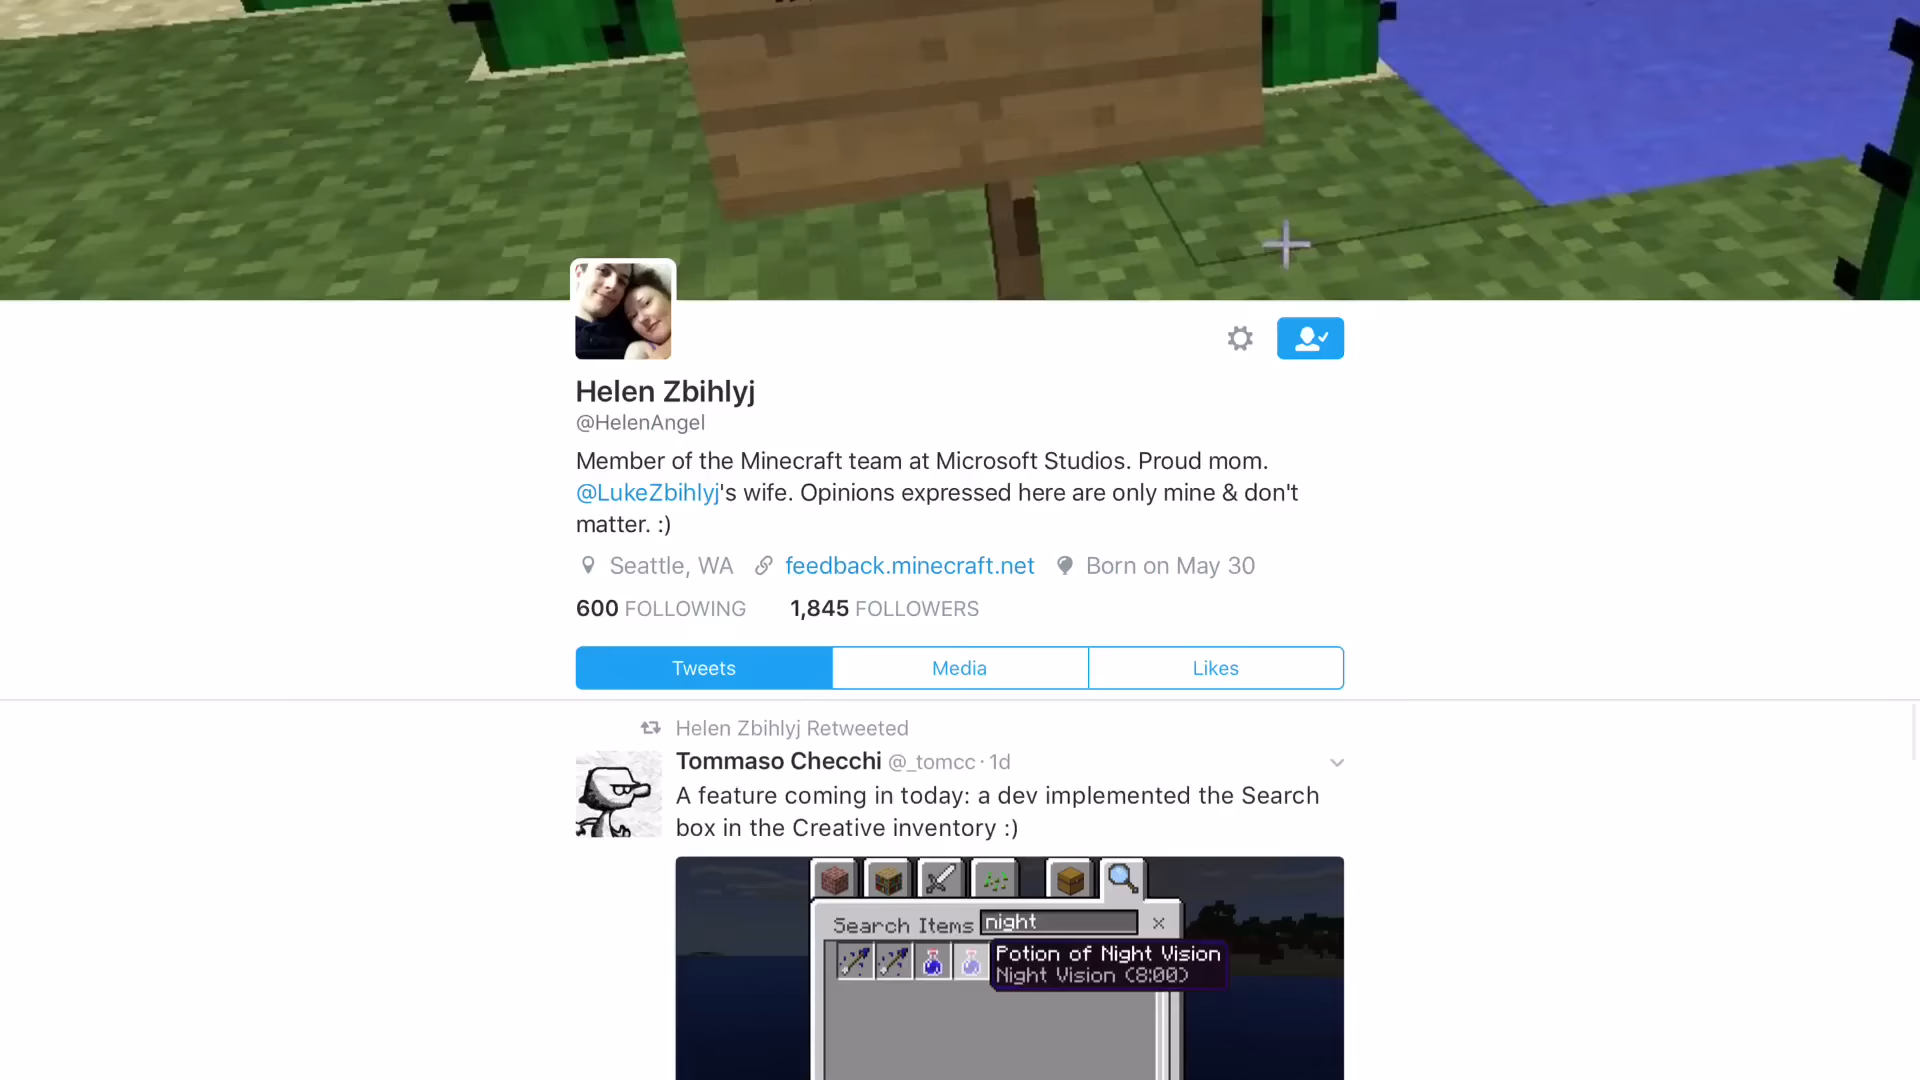 Helen Zbihlyj
@HelenAngel
Member of the Minecraft team at Microsoft Studios. Proud mom.
@LukeZbihlyj's wife. Opinions expressed here are only mine & don't
matter. :)
Seattle, WA feedback.minecraft.net Born on May 30
600 FOLLOWING 1,845 FOLLOWERS
Tweets Media Likes
Helen Zbihlyj Retweeted
Tommaso Checchi @_tomcc · 1d
A feature coming in today: a dev implemented the Search
box in the Creative inventory :)
Search Items night
Potion of Night Vision
Night Vision (8:00)